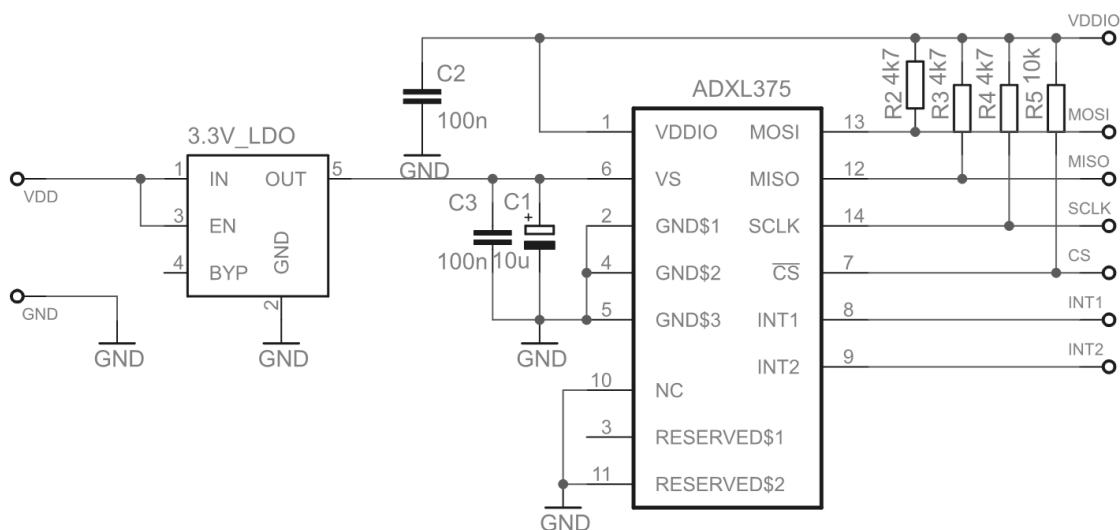 VDDIO
C2
100n
GND
R2 4k7
R3 4k7
R4 4k7
R5 10k
ADXL375
3.3V_LDO
VDD
1 IN OUT 5
3 EN
4 BYP
GND
2
GND
GND
GND
C3
100n
C1
+
10u
GND
1 VDDIO MOSI 13 MOSI
6 VS MISO 12 MISO
2 GND$1 SCLK 14 SCLK
4 GND$2 CS 7 CS
5 GND$3 INT1 8 INT1
INT2 9 INT2
10 NC
3 RESERVED$1
11 RESERVED$2
GND